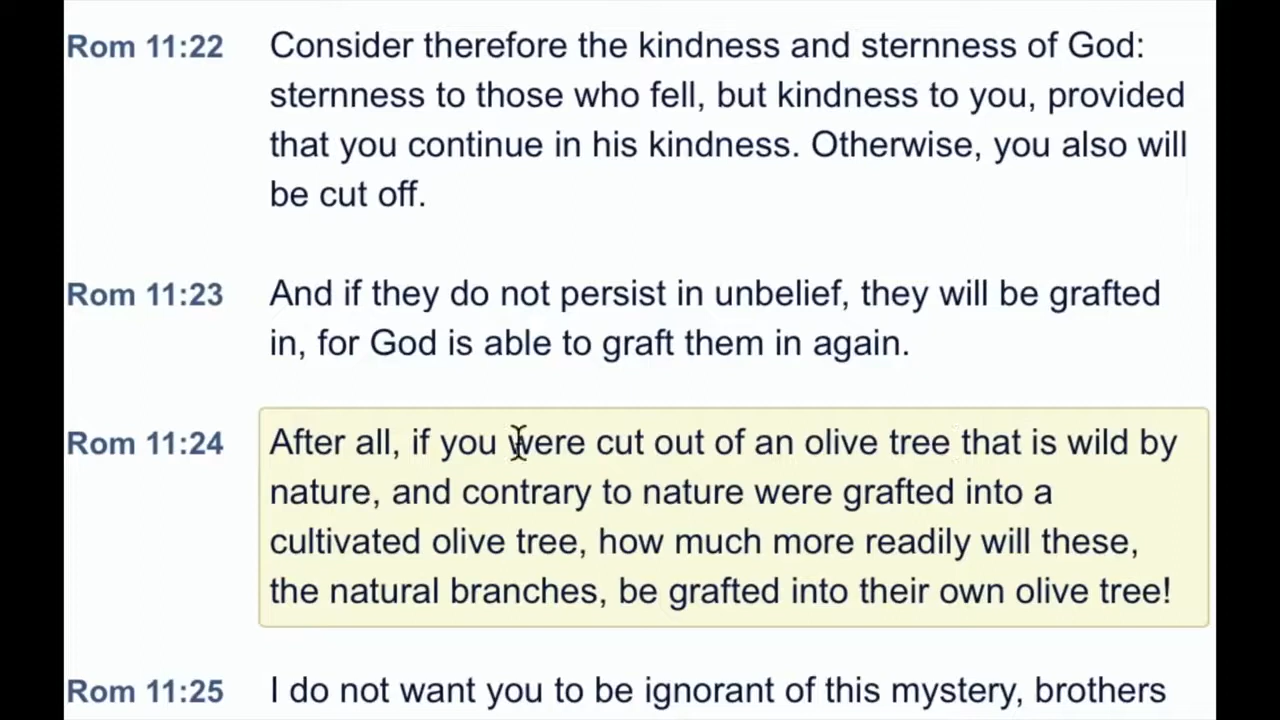 Rom 11:22 Consider therefore the kindness and sternness of God:
sternness to those who fell, but kindness to you, provided
that you continue in his kindness. Otherwise, you also will
be cut off.
Rom 11:23 And if they do not persist in unbelief, they will be grafted
in, for God is able to graft them in again.
Rom 11:24 After all, if you were cut out of an olive tree that is wild by
nature, and contrary to nature were grafted into a
cultivated olive tree, how much more readily will these,
the natural branches, be grafted into their own olive tree!
Rom 11:25 I do not want you to be ignorant of this mystery, brothers